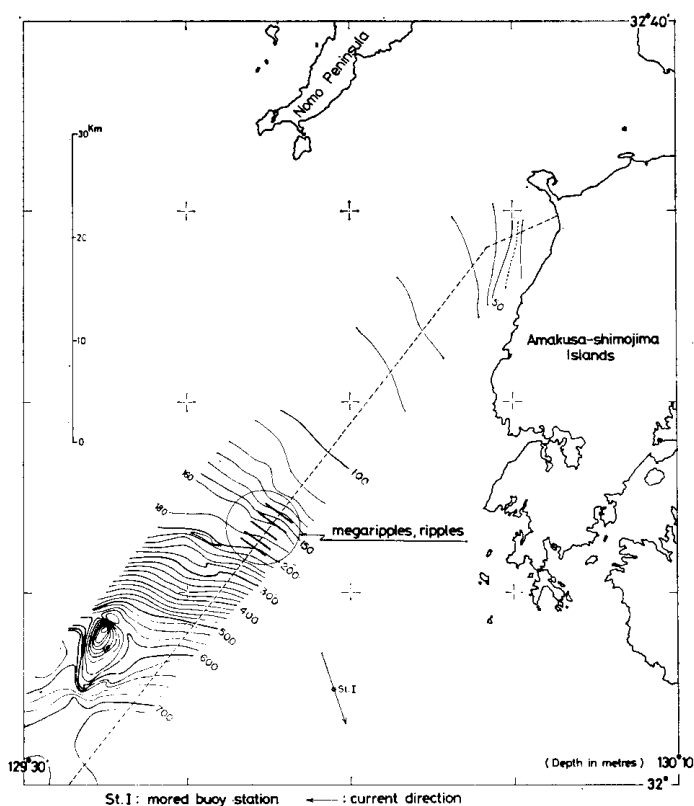 32°40'
Nomo Peninsula
30 Km
20
10
0
50
Amakusa-shimojima
Islands
100
160
180
150
megaripples, ripples
200
300
400
500
600
700
St.I
129°30'
(Depth in metres)
130°10
32°
St.I : mored buoy station ← : current direction